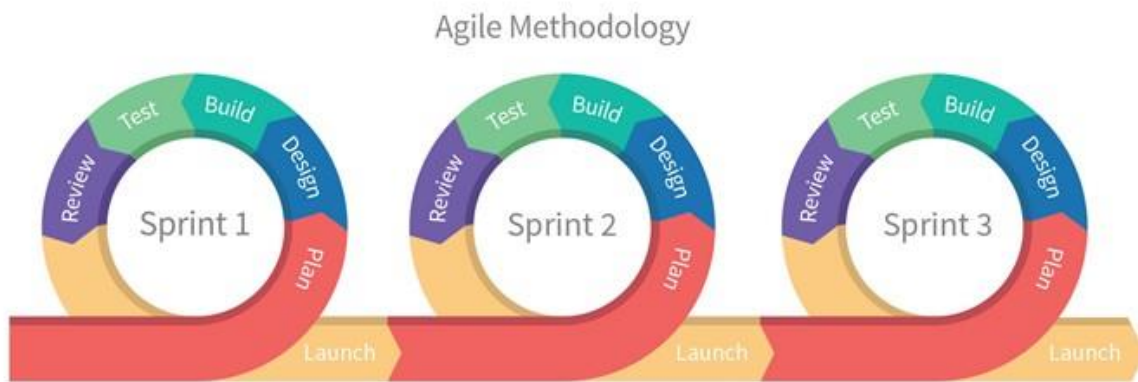 Agile Methodology
Test
Build
Review
Design
Sprint 1
Plan
Launch
Test
Build
Review
Design
Sprint 2
Plan
Launch
Test
Build
Review
Design
Sprint 3
Plan
Launch